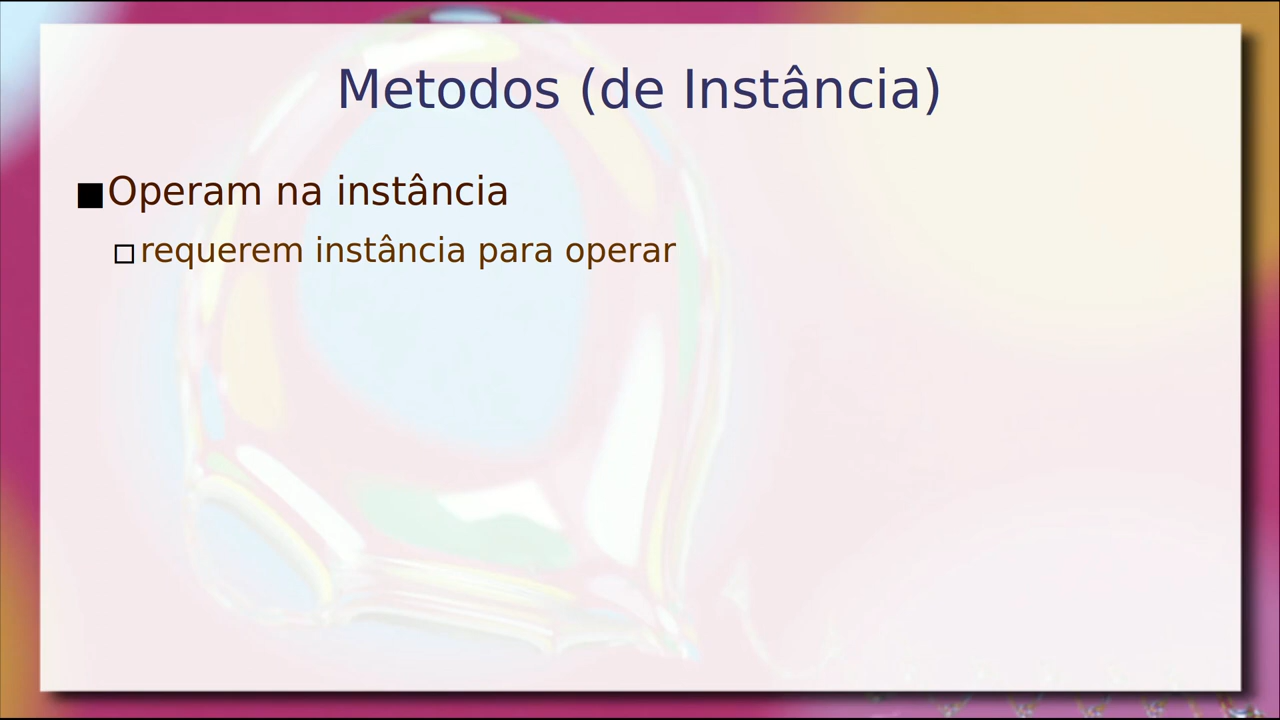 Metodos (de Instância)
Operam na instância
requerem instância para operar